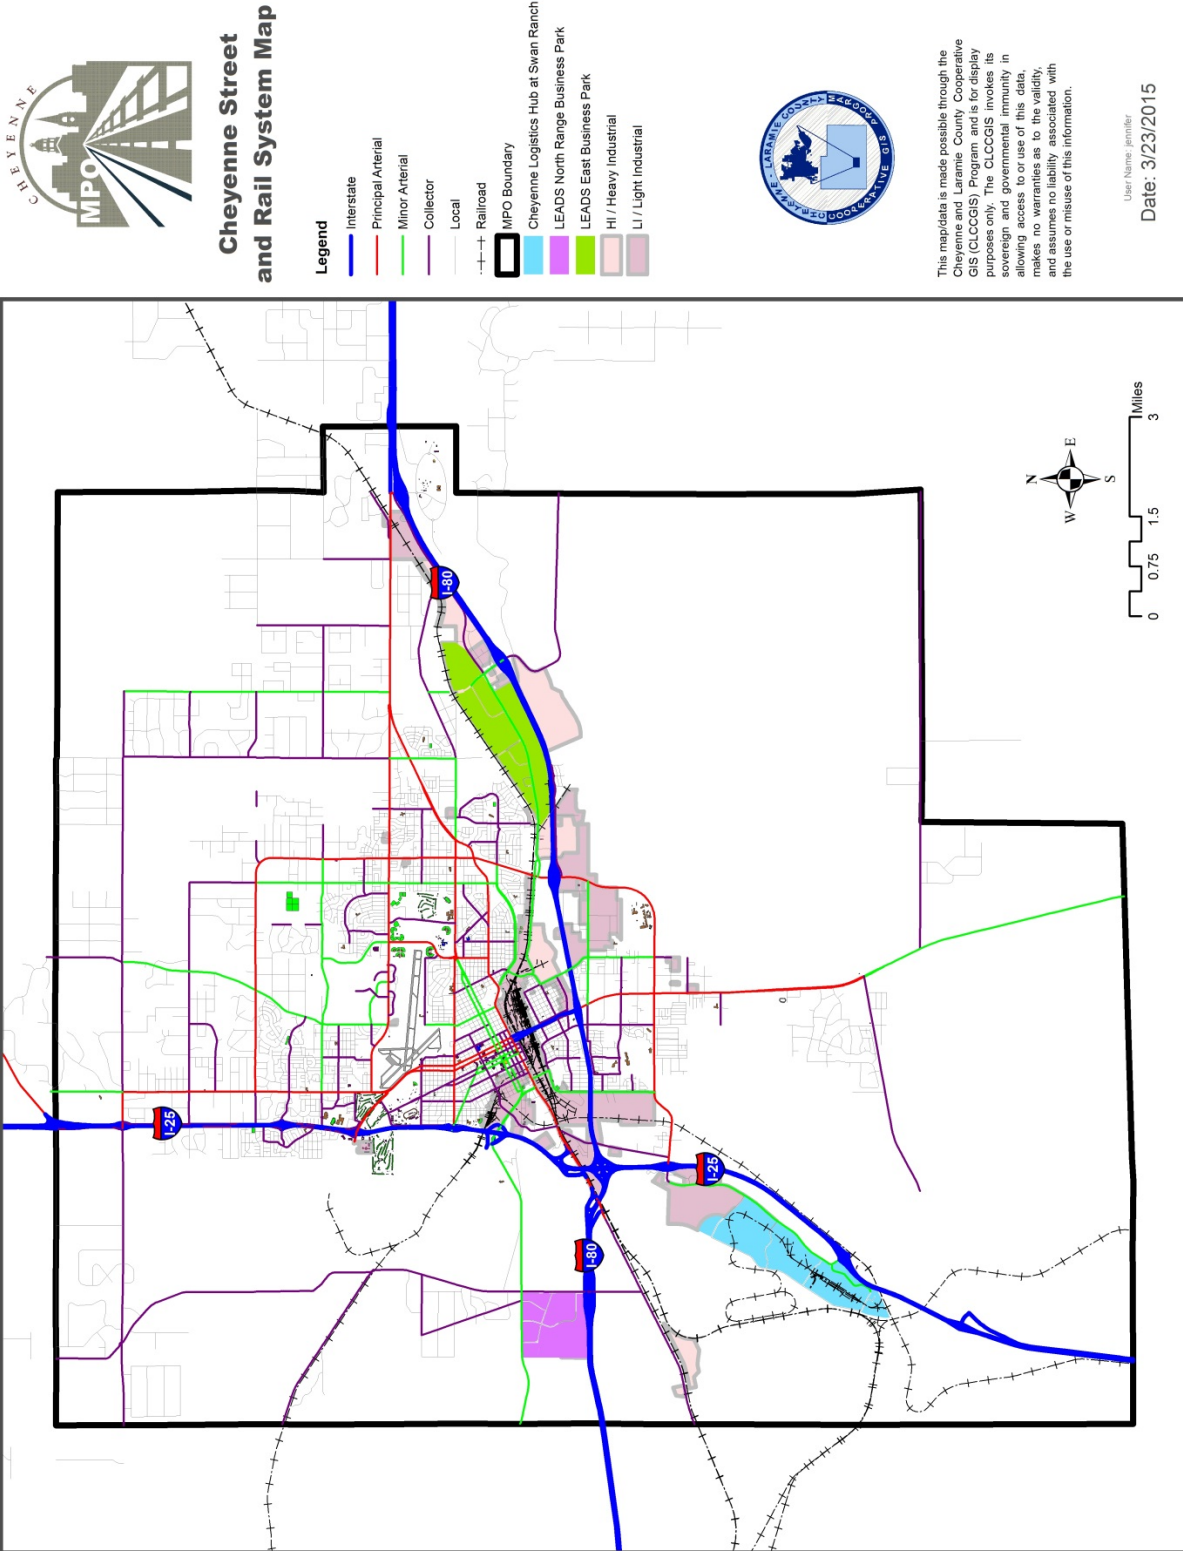 CHEYENNE
MPO
Cheyenne Street
and Rail System Map
Legend
Interstate
Principal Arterial
Minor Arterial
Collector
Local
Railroad
MPO Boundary
Cheyenne Logistics Hub at Swan Ranch
LEADS North Range Business Park
LEADS East Business Park
HI / Heavy Industrial
LI / Light Industrial
CHEYENNE - LARAMIE COUNTY
COOPERATIVE GIS PROGRAM
This map/data is made possible through the
Cheyenne and Laramie County Cooperative
GIS (CLCCGIS) Program and is for display
purposes only. The CLCCGIS invokes its
sovereign and governmental immunity in
allowing access to or use of this data,
makes no warranties as to the validity,
and assumes no liability associated with
the use or misuse of this information.
User Name: jennifer
Date: 3/23/2015
I-25
I-80
I-80
I-25
N
W
E
S
0
0.75
1.5
3
Miles